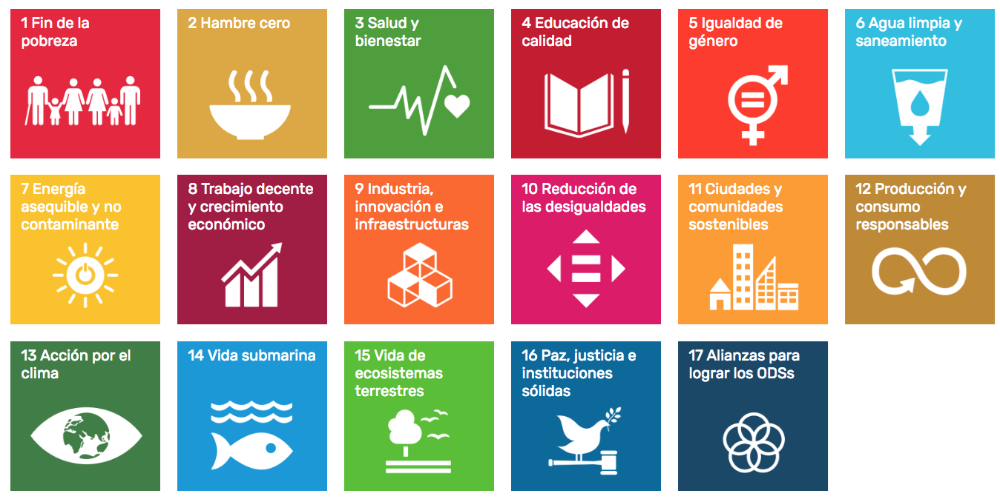 1 Fin de la
pobreza
2 Hambre cero
3 Salud y
bienestar
4 Educación de
calidad
5 Igualdad de
género
6 Agua limpia y
saneamiento
7 Energía
asequible y no
contaminante
8 Trabajo decente
y crecimiento
económico
9 Industria,
innovación e
infraestructuras
10 Reducción de
las desigualdades
11 Ciudades y
comunidades
sostenibles
12 Producción y
consumo
responsables
13 Acción por el
clima
14 Vida submarina
15 Vida de
ecosistemas
terrestres
16 Paz, justicia e
instituciones
sólidas
17 Alianzas para
lograr los ODSs